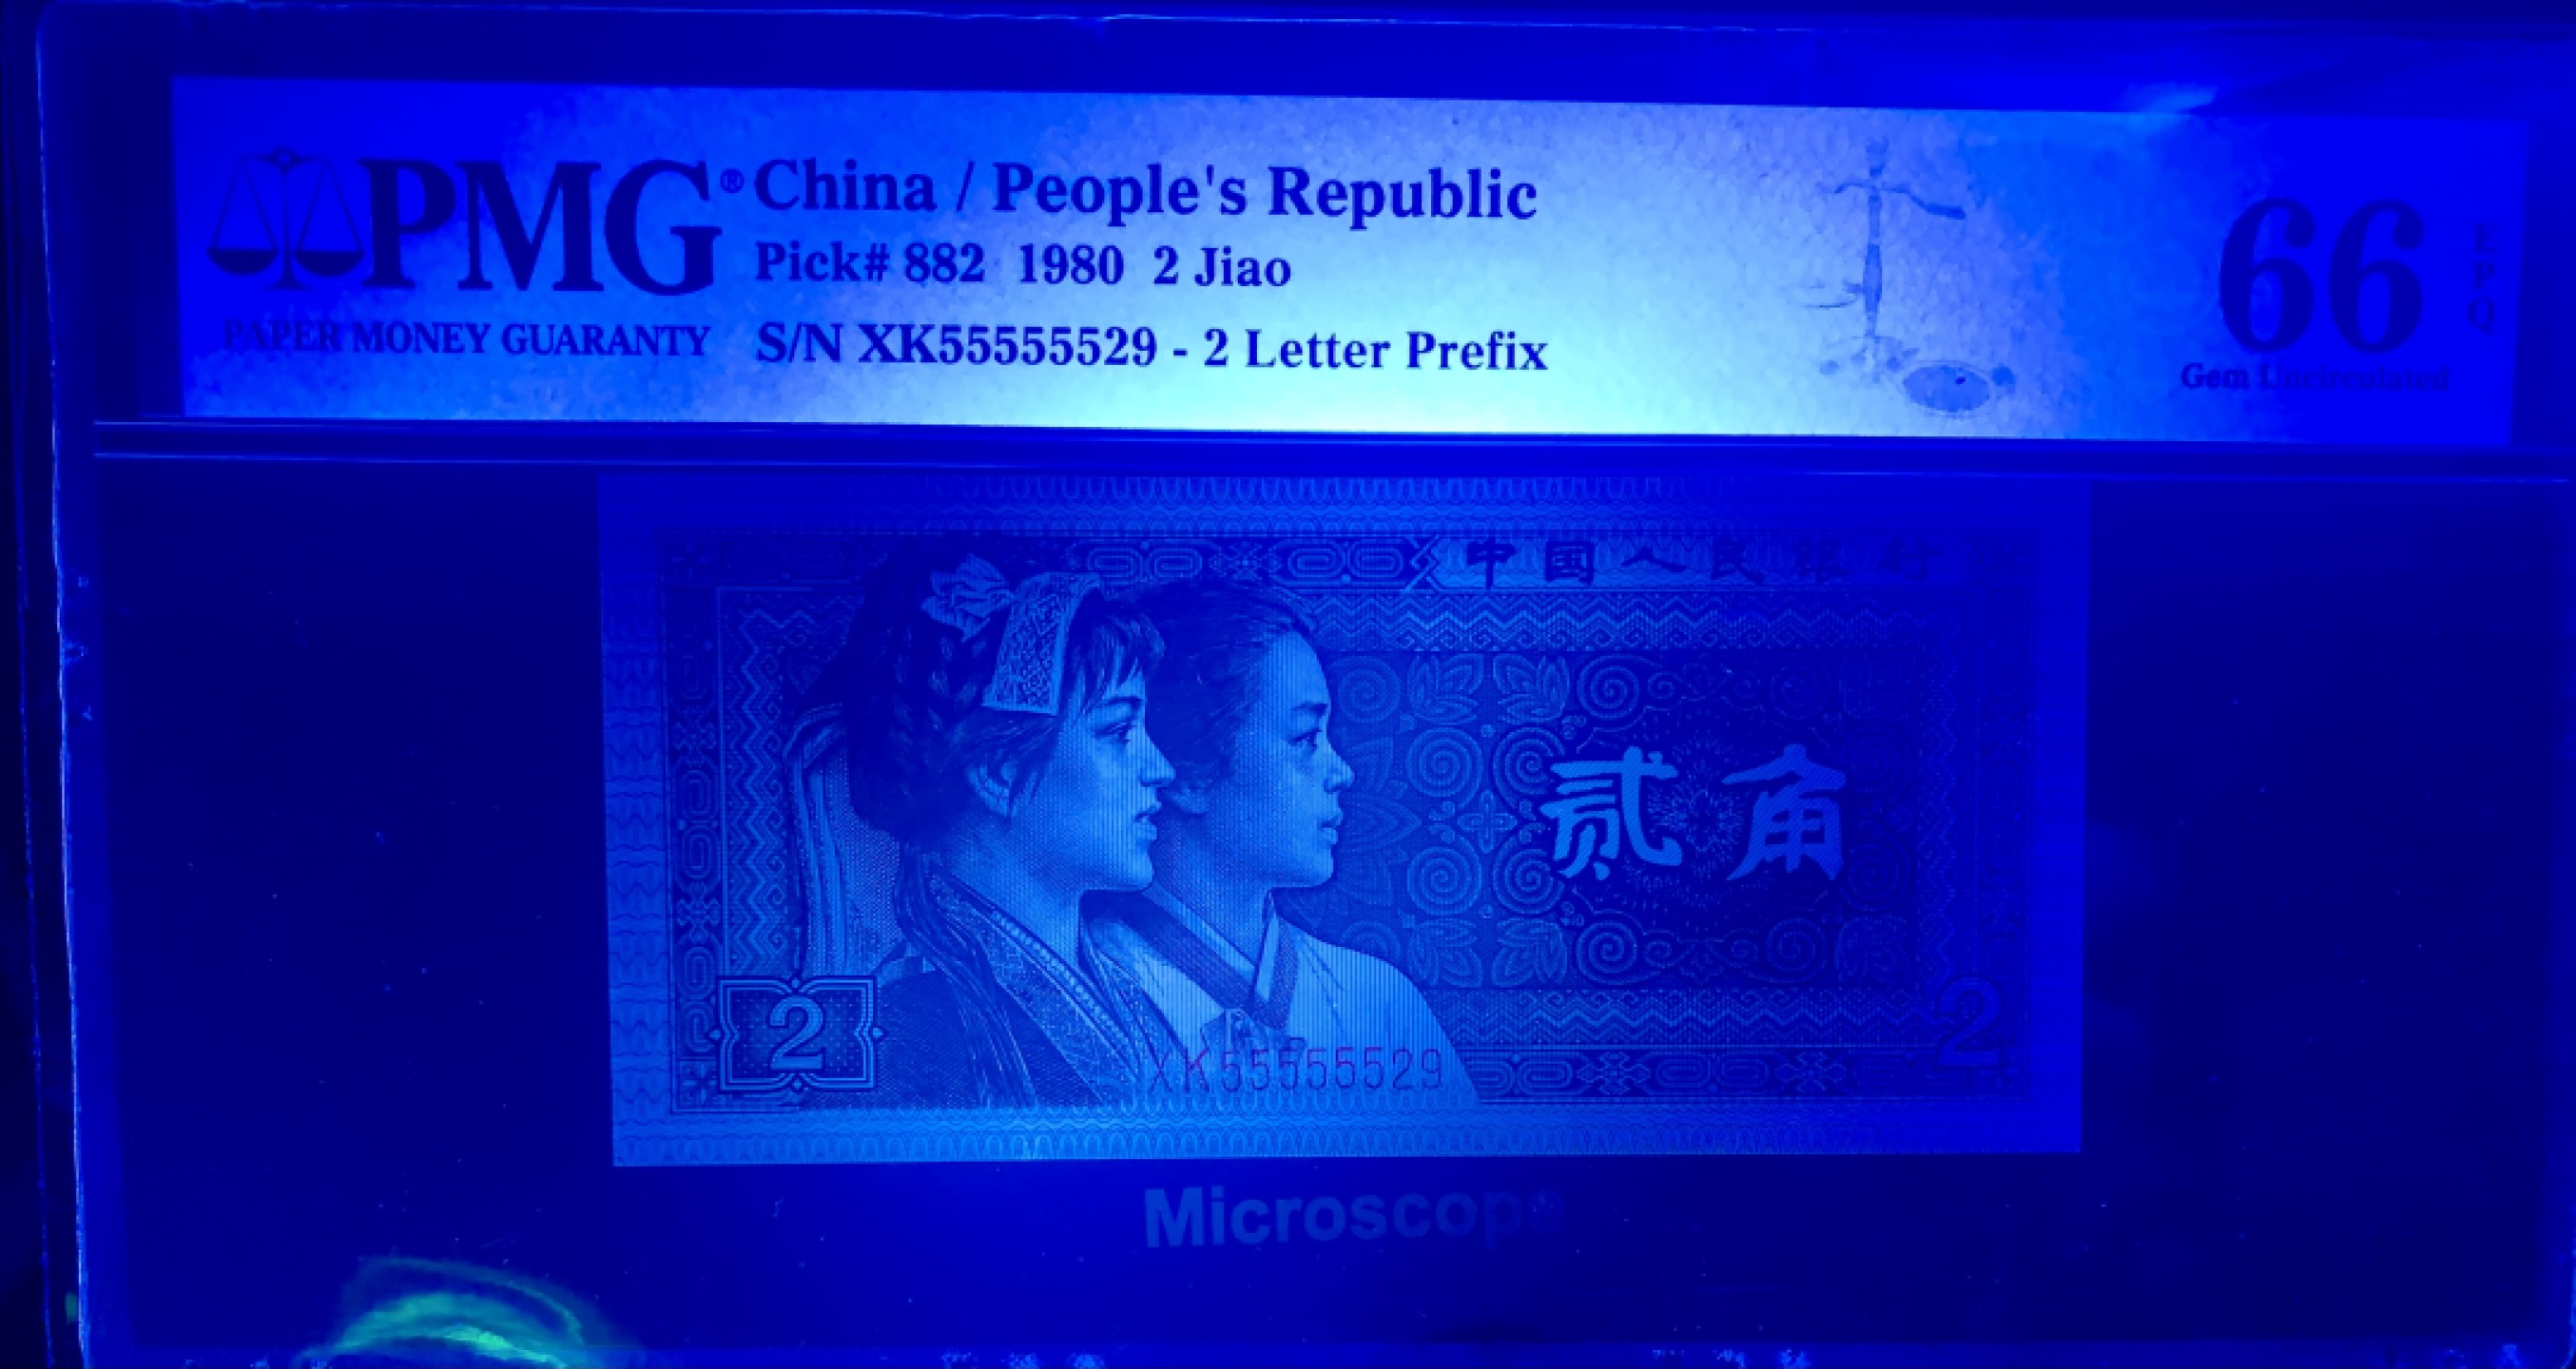 PMG®
PAPER MONEY GUARANTY
China / People's Republic
Pick# 882 1980 2 Jiao
S/N XK55555529 - 2 Letter Prefix
66
EPQ
Gem Uncirculated
中国人民银行
贰角
2
2
XK55555529
Microscope